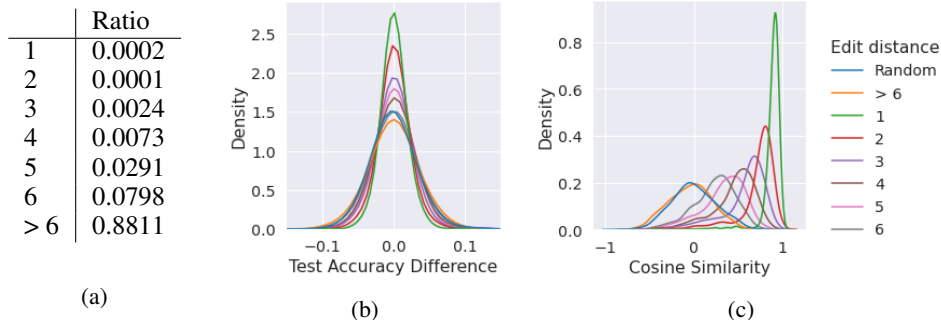 Ratio
1 0.0002
2 0.0001
3 0.0024
4 0.0073
5 0.0291
6 0.0798
> 6 0.8811
(a)
Density
2.5
2.0
1.5
1.0
0.5
0.0
−0.1 0.0 0.1
Test Accuracy Difference
(b)
Density
0.8
0.6
0.4
0.2
0.0
−1 0 1
Cosine Similarity
(c)
Edit distance
Random
> 6
1
2
3
4
5
6